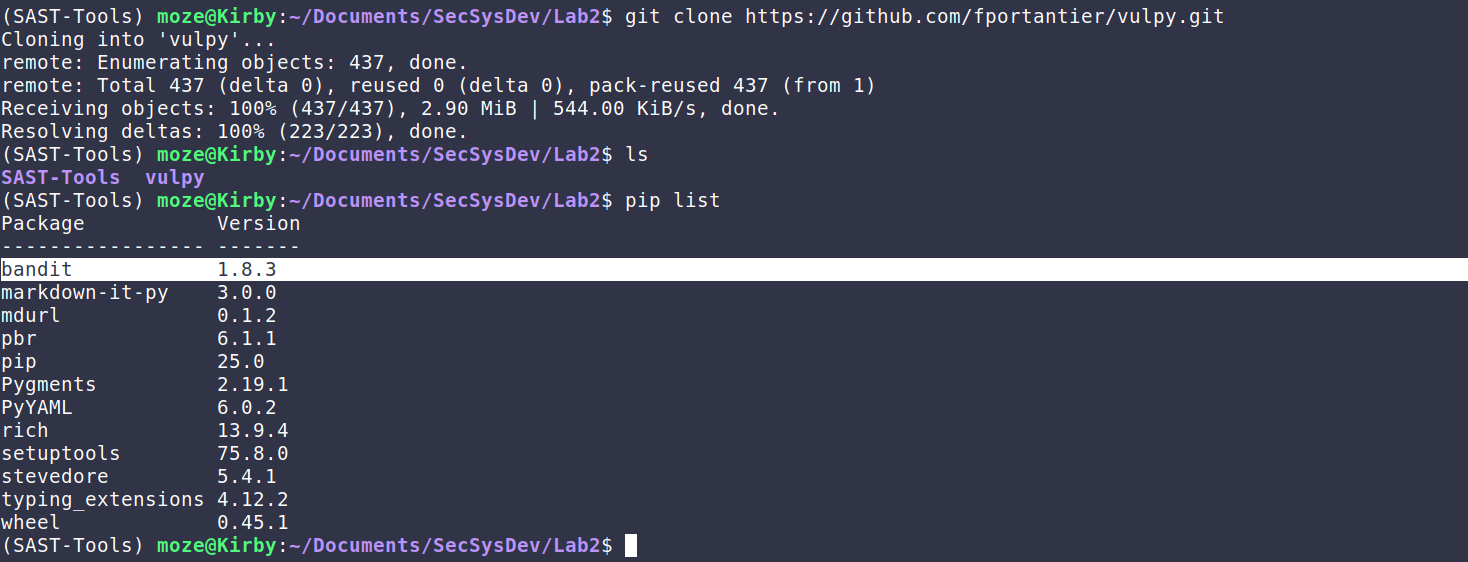 (SAST-Tools) moze@Kirby:~/Documents/SecSysDev/Lab2$ git clone https://github.com/fportantier/vulpy.git
Cloning into 'vulpy'...
remote: Enumerating objects: 437, done.
remote: Total 437 (delta 0), reused 0 (delta 0), pack-reused 437 (from 1)
Receiving objects: 100% (437/437), 2.90 MiB | 544.00 KiB/s, done.
Resolving deltas: 100% (223/223), done.
(SAST-Tools) moze@Kirby:~/Documents/SecSysDev/Lab2$ ls
SAST-Tools  vulpy
(SAST-Tools) moze@Kirby:~/Documents/SecSysDev/Lab2$ pip list
Package           Version
----------------- -------
bandit            1.8.3
markdown-it-py    3.0.0
mdurl             0.1.2
pbr               6.1.1
pip               25.0
Pygments          2.19.1
PyYAML            6.0.2
rich              13.9.4
setuptools        75.8.0
stevedore         5.4.1
typing_extensions 4.12.2
wheel             0.45.1
(SAST-Tools) moze@Kirby:~/Documents/SecSysDev/Lab2$